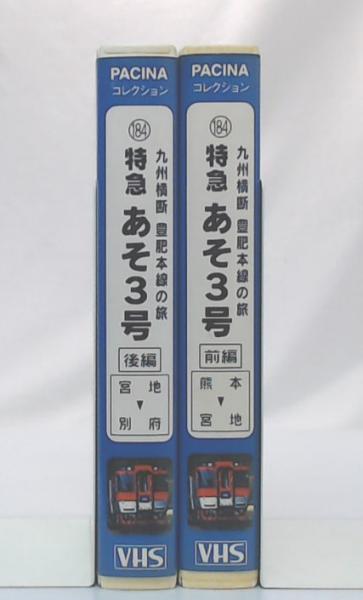 PACINA
コレクション
184
九州横断 豊肥本線の旅
特急 あそ3号
後編
宮地
▼
別府
VHS
PACINA
コレクション
184
九州横断 豊肥本線の旅
特急 あそ3号
前編
熊本
▼
宮地
VHS